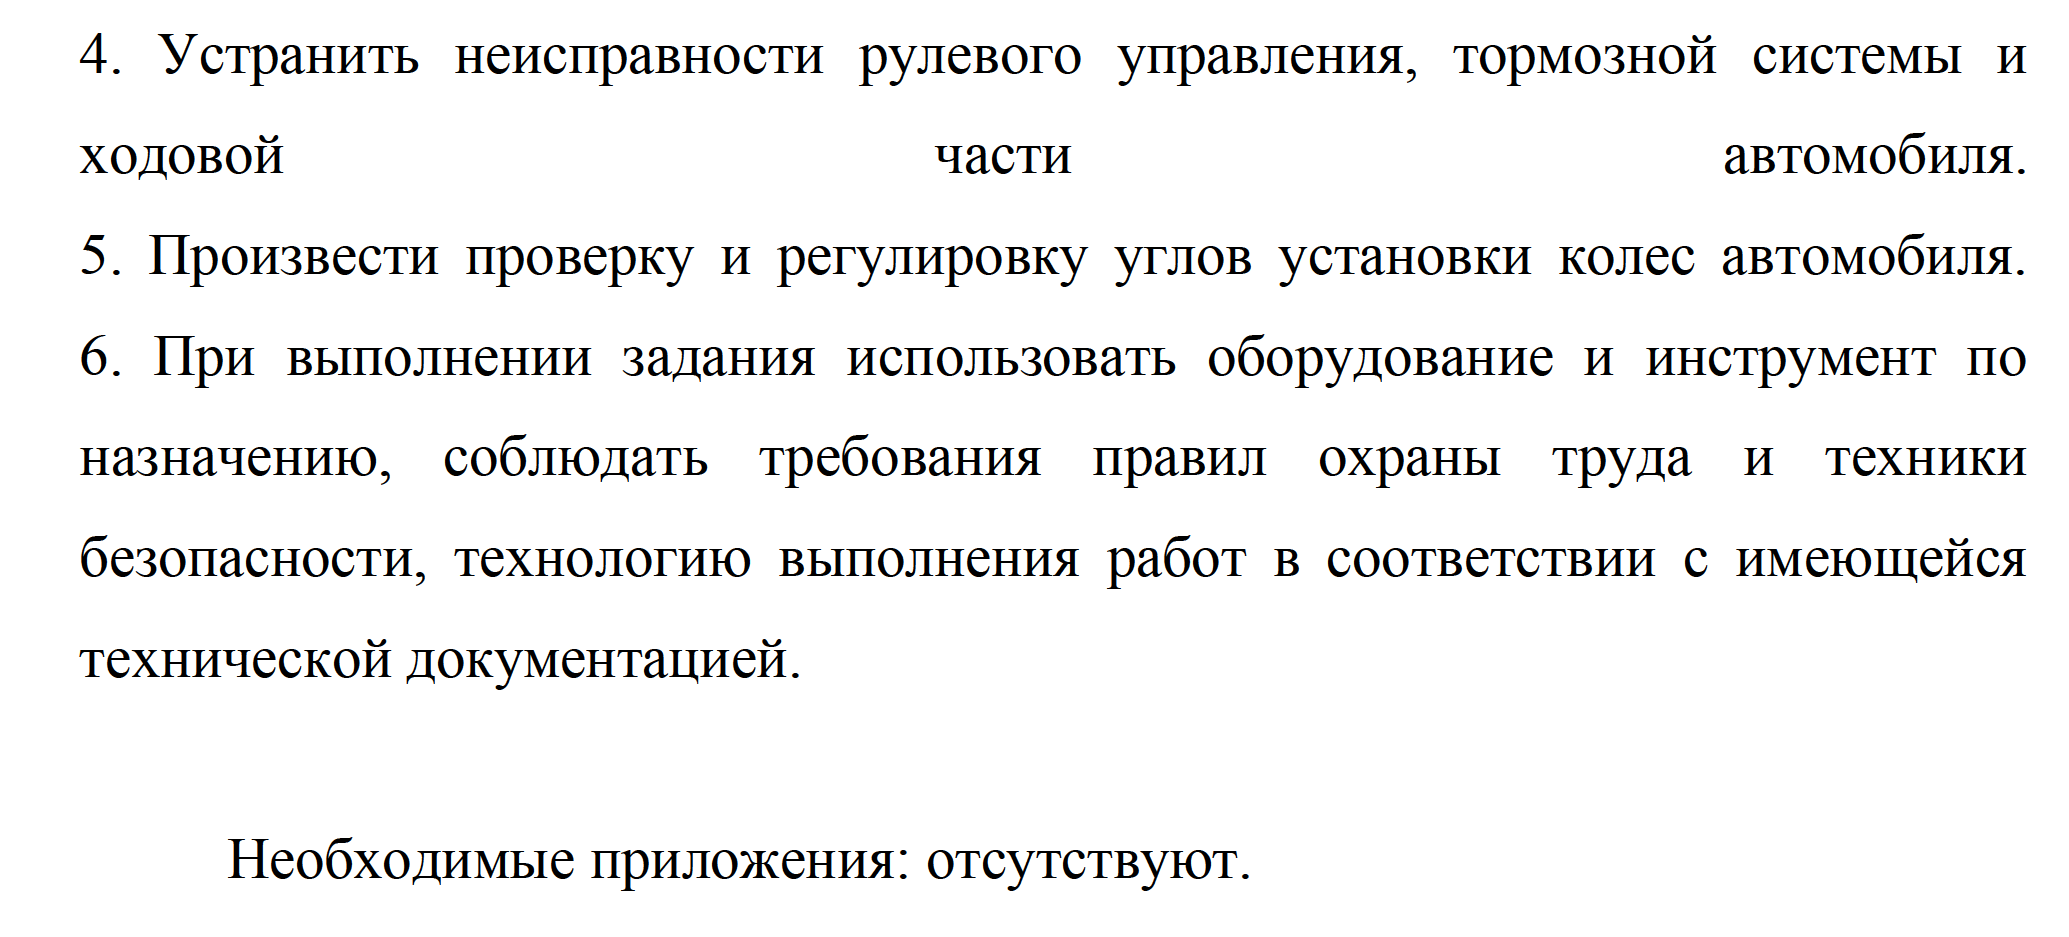 4. Устранить неисправности рулевого управления, тормозной системы и
ходовой части автомобиля.
5. Произвести проверку и регулировку углов установки колес автомобиля.
6. При выполнении задания использовать оборудование и инструмент по
назначению, соблюдать требования правил охраны труда и техники
безопасности, технологию выполнения работ в соответствии с имеющейся
технической документацией.
Необходимые приложения: отсутствуют.